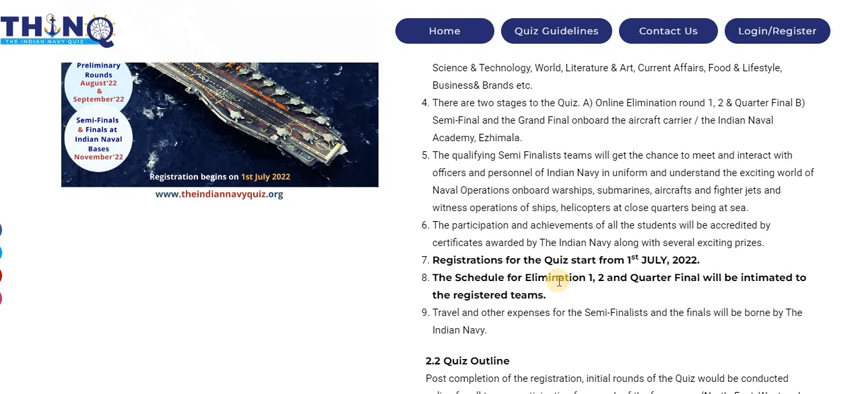 THINQ
THE INDIAN NAVY QUIZ
Home
Quiz Guidelines
Contact Us
Login/Register
Preliminary
Rounds
August'22
&
September'22
Semi-Finals
& Finals at
Indian Naval
Bases
November'22
Registration begins on 1st July 2022
www.theindiannavyquiz.org
Science & Technology, World, Literature & Art, Current Affairs, Food & Lifestyle,
Business& Brands etc.
4. There are two stages to the Quiz. A) Online Elimination round 1, 2 & Quarter Final B)
Semi-Final and the Grand Final onboard the aircraft carrier / the Indian Naval
Academy, Ezhimala.
5. The qualifying Semi Finalists teams will get the chance to meet and interact with
officers and personnel of Indian Navy in uniform and understand the exciting world of
Naval Operations onboard warships, submarines, aircrafts and fighter jets and
witness operations of ships, helicopters at close quarters being at sea.
6. The participation and achievements of all the students will be accredited by
certificates awarded by The Indian Navy along with several exciting prizes.
7. Registrations for the Quiz start from 1st JULY, 2022.
8. The Schedule for Elimination 1, 2 and Quarter Final will be intimated to
the registered teams.
9. Travel and other expenses for the Semi-Finalists and the finals will be borne by The
Indian Navy.
2.2 Quiz Outline
Post completion of the registration, initial rounds of the Quiz would be conducted